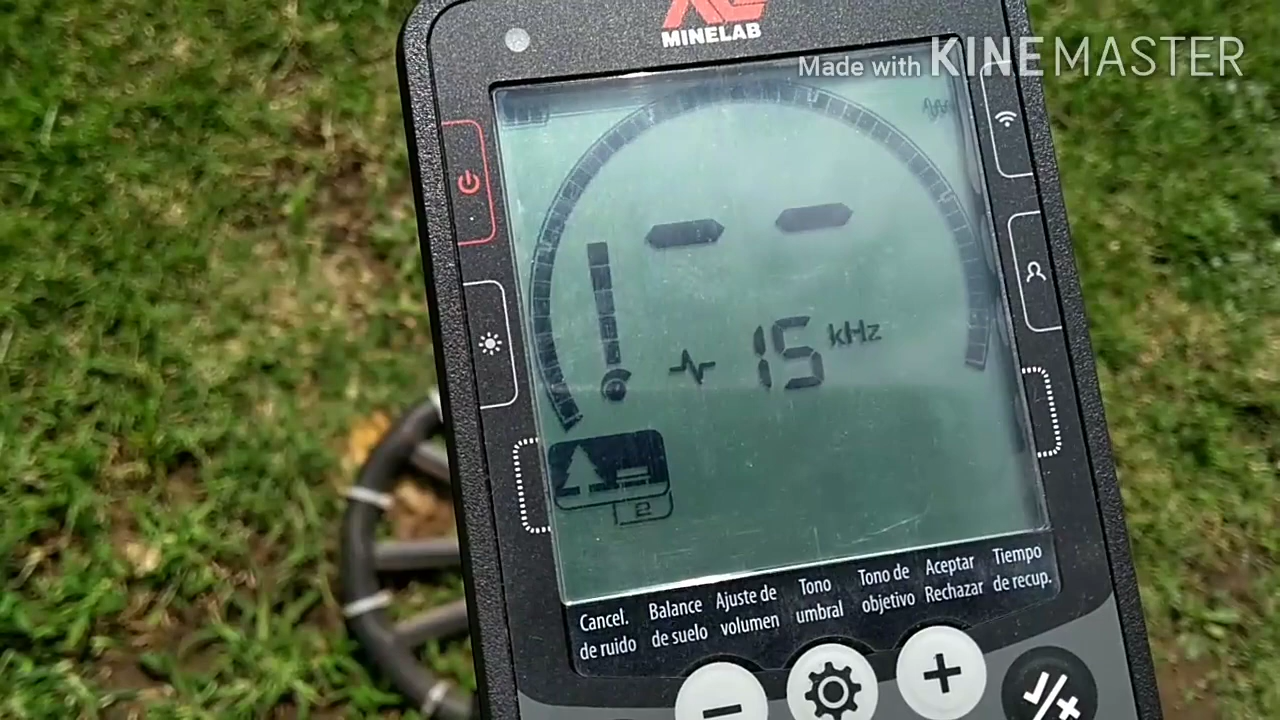 MINELAB
Made with KINEMASTER
-- 
15 kHz
2
Cancel. de ruido
Balance de suelo
Ajuste de volumen
Tono umbral
Tono de objetivo
Aceptar Rechazar
Tiempo de recup.